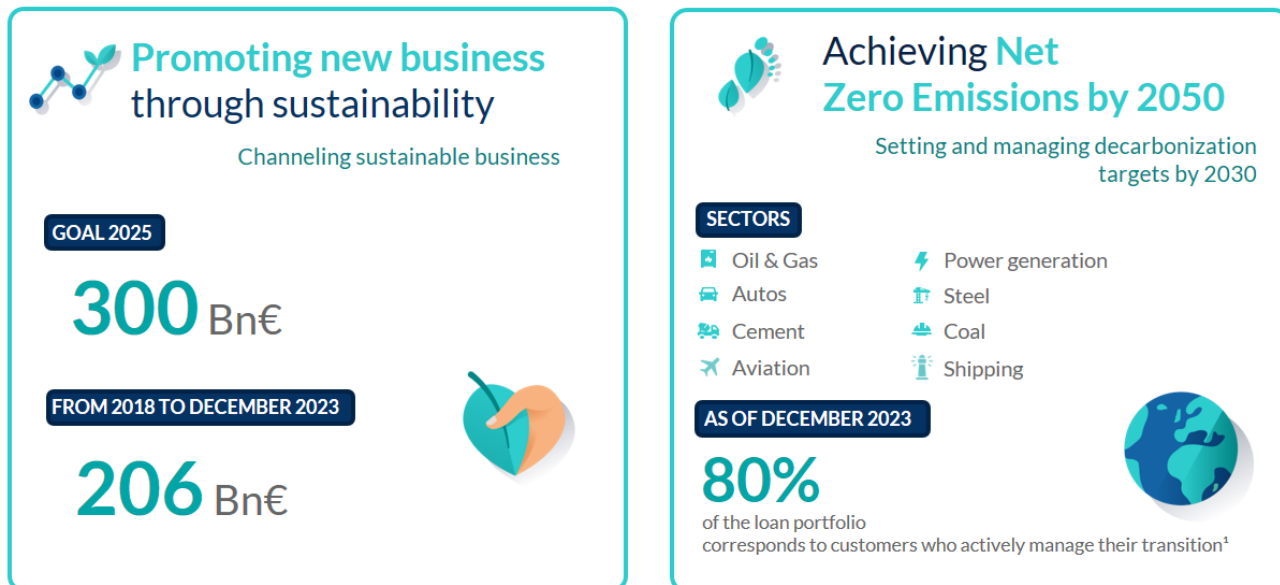 Promoting new business
through sustainability
Channeling sustainable business
GOAL 2025
300 Bn€
FROM 2018 TO DECEMBER 2023
206 Bn€
Achieving Net
Zero Emissions by 2050
Setting and managing decarbonization
targets by 2030
SECTORS
Oil & Gas
Power generation
Autos
Steel
Cement
Coal
Aviation
Shipping
AS OF DECEMBER 2023
80%
of the loan portfolio
corresponds to customers who actively manage their transition¹